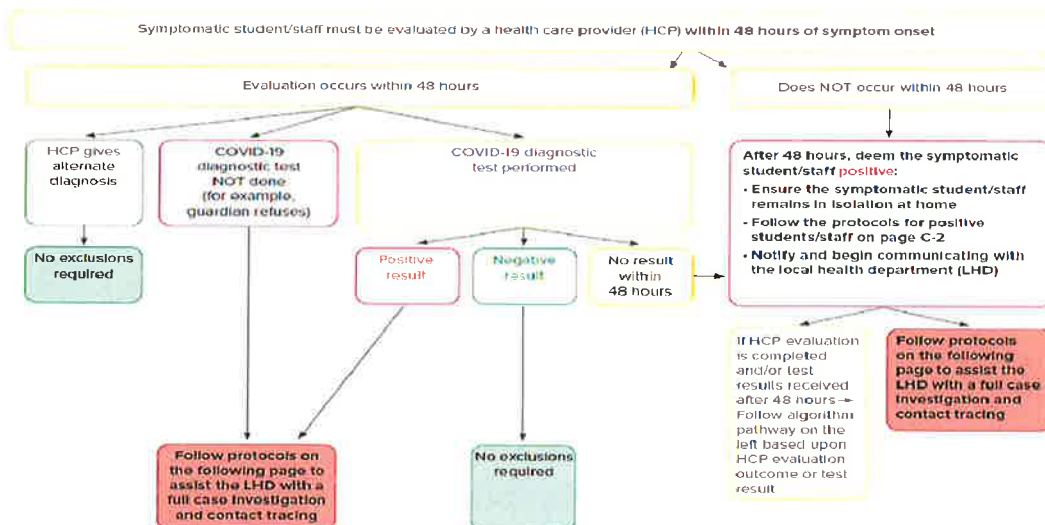 Symptomatic student/staff must be evaluated by a health care provider (HCP) within 48 hours of symptom onset
Evaluation occurs within 48 hours
Does NOT occur within 48 hours
HCP gives
alternate
diagnosis
COVID-19
diagnostic test
NOT done
(for example,
guardian refuses)
COVID-19 diagnostic
test performed
After 48 hours, deem the symptomatic
student/staff positive:
• Ensure the symptomatic student/staff
remains in isolation at home
• Follow the protocols for positive
students/staff on page C-2
• Notify and begin communicating with
the local health department (LHD)
No exclusions
required
Positive
result
Negative
result
No result
within
48 hours
If HCP evaluation
is completed
and/or test
results received
after 48 hours →
Follow algorithm
pathway on the
left based upon
HCP evaluation
outcome or test
result
Follow protocols
on the following
page to assist the
LHD with a full case
investigation and
contact tracing
Follow protocols on
the following page to
assist the LHD with a
full case investigation
and contact tracing
No exclusions
required